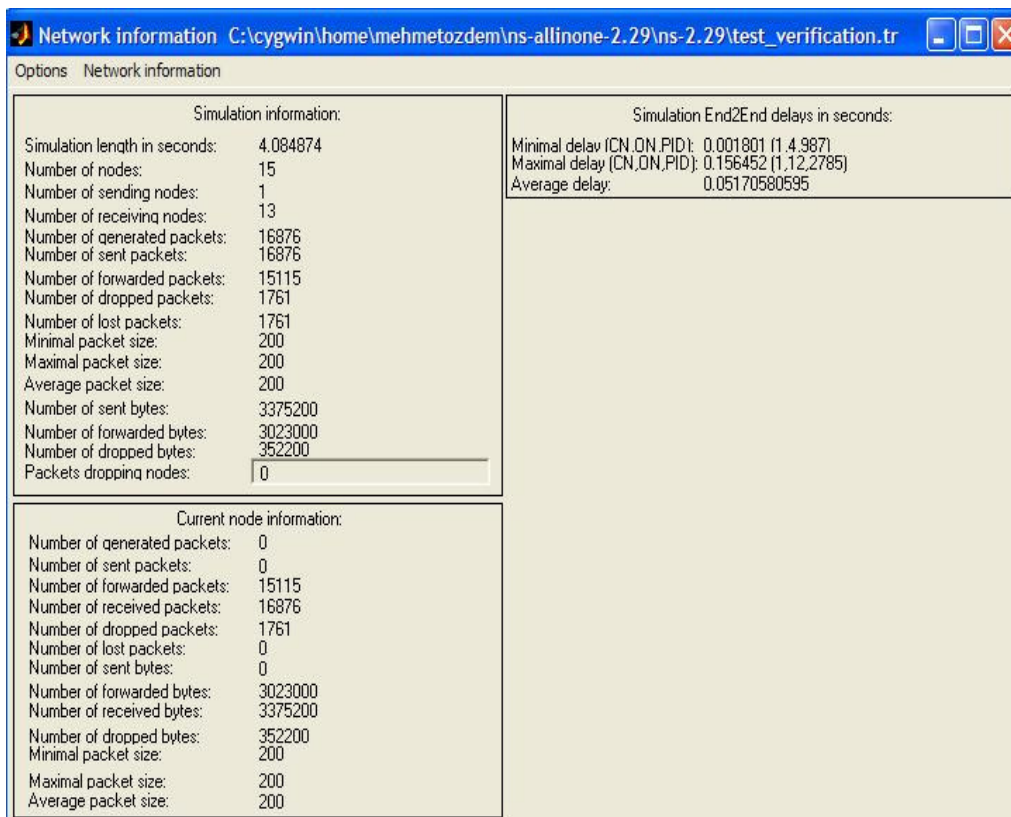 Network information C:\cygwin\home\mehmetozdem\ns-allinone-2.29\ns-2.29\test_verification.tr
Options Network information
Simulation information:
Simulation length in seconds: 4.084874
Number of nodes: 15
Number of sending nodes: 1
Number of receiving nodes: 13
Number of generated packets: 16876
Number of sent packets: 16876
Number of forwarded packets: 15115
Number of dropped packets: 1761
Number of lost packets: 1761
Minimal packet size: 200
Maximal packet size: 200
Average packet size: 200
Number of sent bytes: 3375200
Number of forwarded bytes: 3023000
Number of dropped bytes: 352200
Packets dropping nodes: 0
Current node information:
Number of generated packets: 0
Number of sent packets: 0
Number of forwarded packets: 15115
Number of received packets: 16876
Number of dropped packets: 1761
Number of lost packets: 0
Number of sent bytes: 0
Number of forwarded bytes: 3023000
Number of received bytes: 3375200
Number of dropped bytes: 352200
Minimal packet size: 200
Maximal packet size: 200
Average packet size: 200
Simulation End2End delays in seconds:
Minimal delay (CN,ON,PID): 0.001801 (1,4,987)
Maximal delay (CN,ON,PID): 0.156452 (1,12,2785)
Average delay: 0.05170580595